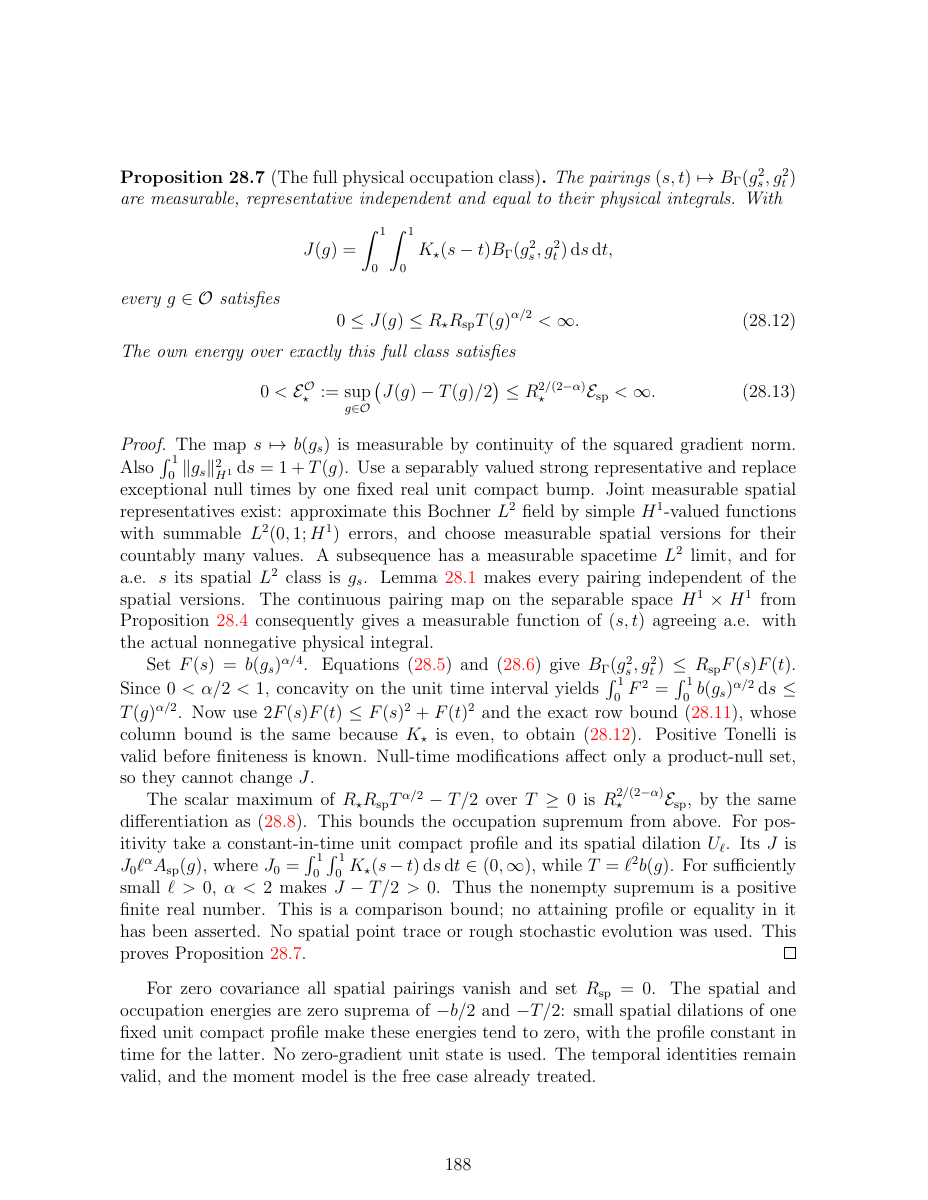 Proposition 28.7 (The full physical occupation class). The pairings (s, t) ↦ B_Γ(g_s^2, g_t^2)
are measurable, representative independent and equal to their physical integrals. With
J(g) = ∫_0^1 ∫_0^1 K_⋆(s − t)B_Γ(g_s^2, g_t^2) ds dt,
every g ∈ O satisfies
0 ≤ J(g) ≤ R_⋆R_sp T(g)^{α/2} < ∞. (28.12)
The own energy over exactly this full class satisfies
0 < E_⋆^O := sup_{g∈O} (J(g) − T(g)/2) ≤ R_⋆^{2/(2−α)} E_sp < ∞. (28.13)
Proof. The map s ↦ b(g_s) is measurable by continuity of the squared gradient norm.
Also ∫_0^1 ‖g_s‖_{H^1}^2 ds = 1 + T(g). Use a separably valued strong representative and replace
exceptional null times by one fixed real unit compact bump. Joint measurable spatial
representatives exist: approximate this Bochner L^2 field by simple H^1-valued functions
with summable L^2(0, 1; H^1) errors, and choose measurable spatial versions for their
countably many values. A subsequence has a measurable spacetime L^2 limit, and for
a.e. s its spatial L^2 class is g_s. Lemma 28.1 makes every pairing independent of the
spatial versions. The continuous pairing map on the separable space H^1 × H^1 from
Proposition 28.4 consequently gives a measurable function of (s, t) agreeing a.e. with
the actual nonnegative physical integral.
Set F(s) = b(g_s)^{α/4}. Equations (28.5) and (28.6) give B_Γ(g_s^2, g_t^2) ≤ R_sp F(s)F(t).
Since 0 < α/2 < 1, concavity on the unit time interval yields ∫_0^1 F^2 = ∫_0^1 b(g_s)^{α/2} ds ≤
T(g)^{α/2}. Now use 2F(s)F(t) ≤ F(s)^2 + F(t)^2 and the exact row bound (28.11), whose
column bound is the same because K_⋆ is even, to obtain (28.12). Positive Tonelli is
valid before finiteness is known. Null-time modifications affect only a product-null set,
so they cannot change J.
The scalar maximum of R_⋆R_sp T^{α/2} − T/2 over T ≥ 0 is R_⋆^{2/(2−α)} E_sp, by the same
differentiation as (28.8). This bounds the occupation supremum from above. For pos-
itivity take a constant-in-time unit compact profile and its spatial dilation U_ℓ. Its J is
J_0ℓ^α A_sp(g), where J_0 = ∫_0^1 ∫_0^1 K_⋆(s − t) ds dt ∈ (0, ∞), while T = ℓ^2 b(g). For sufficiently
small ℓ > 0, α < 2 makes J − T/2 > 0. Thus the nonempty supremum is a positive
finite real number. This is a comparison bound; no attaining profile or equality in it
has been asserted. No spatial point trace or rough stochastic evolution was used. This
proves Proposition 28.7. □
For zero covariance all spatial pairings vanish and set R_sp = 0. The spatial and
occupation energies are zero suprema of −b/2 and −T/2: small spatial dilations of one
fixed unit compact profile make these energies tend to zero, with the profile constant in
time for the latter. No zero-gradient unit state is used. The temporal identities remain
valid, and the moment model is the free case already treated.
188